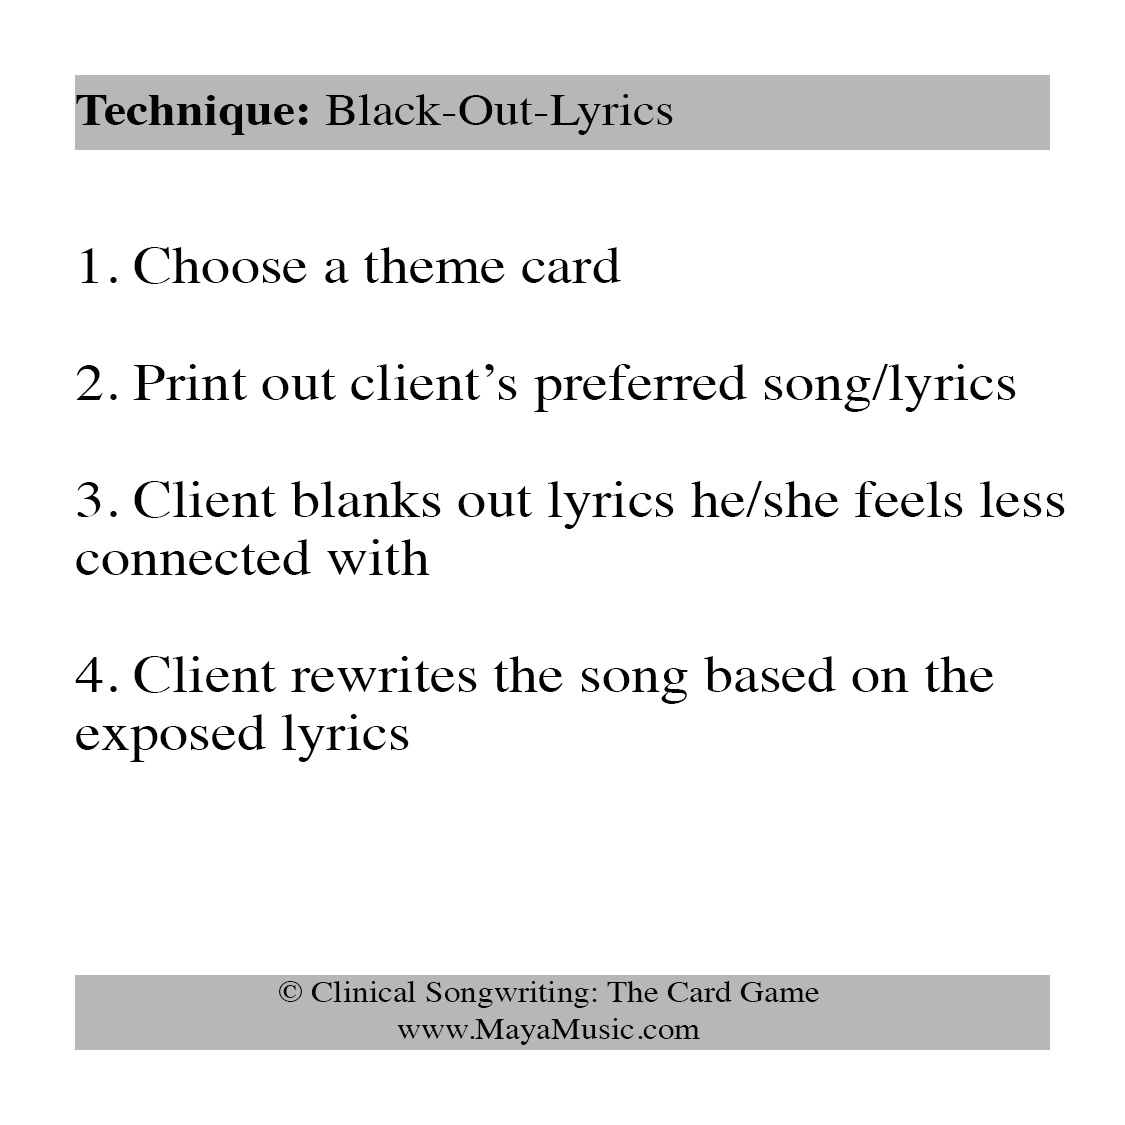 Technique: Black-Out-Lyrics
1. Choose a theme card
2. Print out client’s preferred song/lyrics
3. Client blanks out lyrics he/she feels less
connected with
4. Client rewrites the song based on the
exposed lyrics
© Clinical Songwriting: The Card Game
www.MayaMusic.com